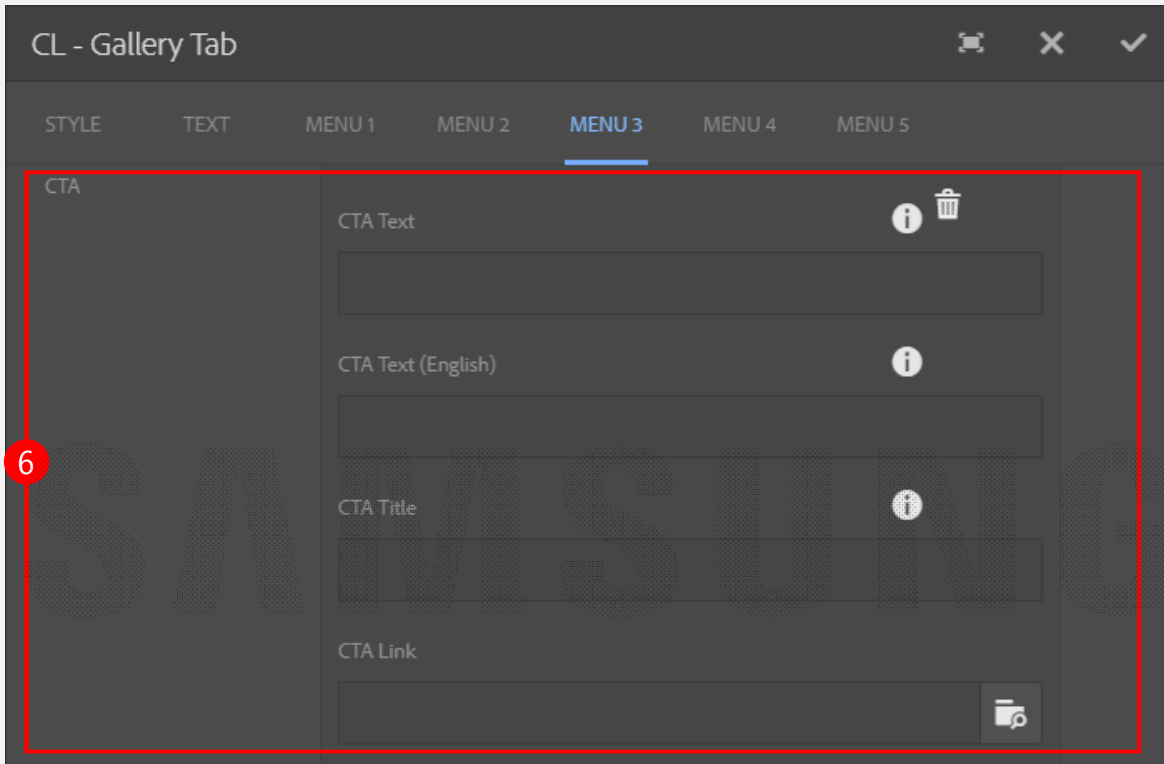 CL - Gallery Tab
STYLE TEXT MENU 1 MENU 2 MENU 3 MENU 4 MENU 5
CTA
CTA Text
CTA Text (English)
6
SAMSUNG
CTA Title
CTA Link